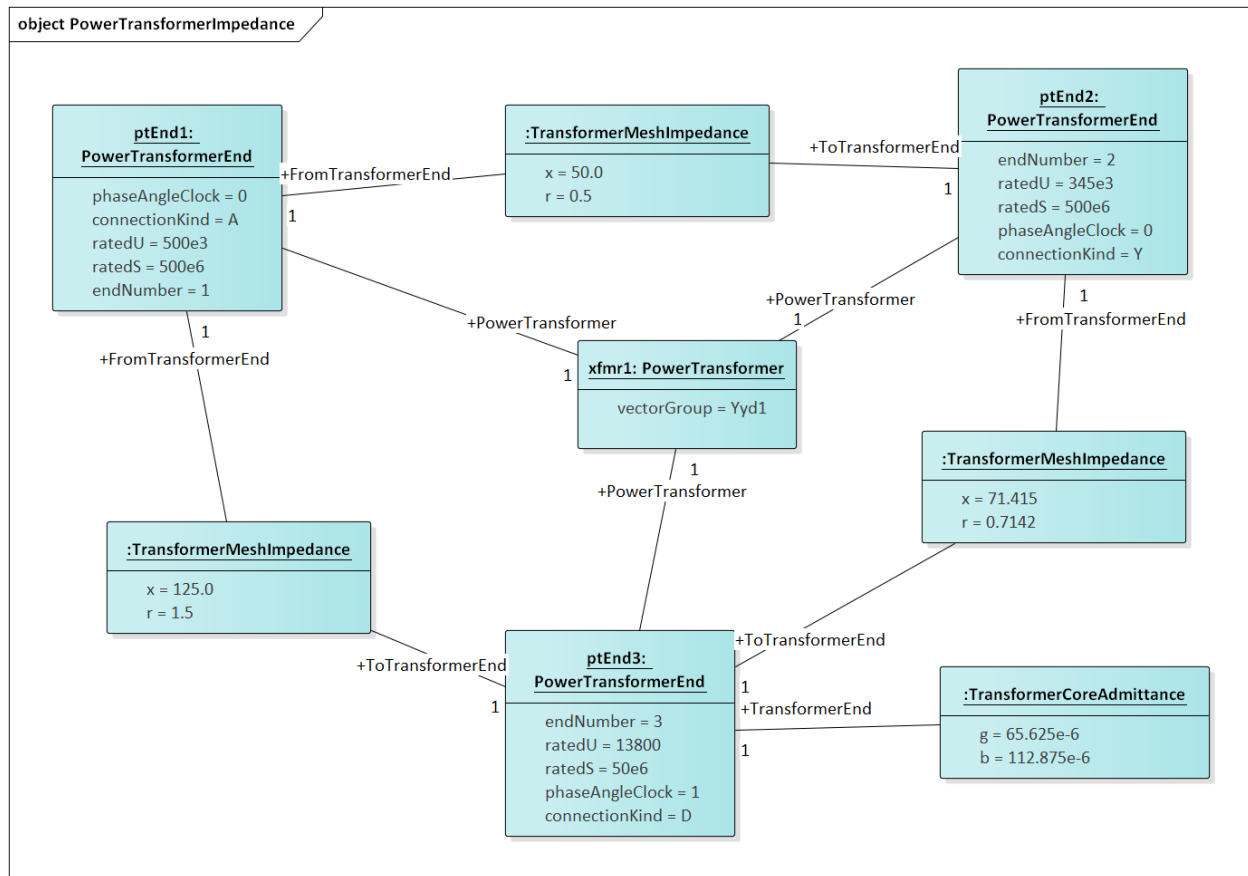 object PowerTransformerImpedance
ptEnd1:
PowerTransformerEnd
phaseAngleClock = 0
connectionKind = A
ratedU = 500e3
ratedS = 500e6
endNumber = 1
+FromTransformerEnd
1
:TransformerMeshImpedance
x = 50.0
r = 0.5
+ToTransformerEnd
1
ptEnd2:
PowerTransformerEnd
endNumber = 2
ratedU = 345e3
ratedS = 500e6
phaseAngleClock = 0
connectionKind = Y
+PowerTransformer
1
+PowerTransformer
1
1
+FromTransformerEnd
1
+FromTransformerEnd
xfmr1: PowerTransformer
vectorGroup = Yyd1
1
+PowerTransformer
:TransformerMeshImpedance
x = 71.415
r = 0.7142
:TransformerMeshImpedance
x = 125.0
r = 1.5
+ToTransformerEnd
1
+ToTransformerEnd
1
ptEnd3:
PowerTransformerEnd
endNumber = 3
ratedU = 13800
ratedS = 50e6
phaseAngleClock = 1
connectionKind = D
+TransformerEnd
1
:TransformerCoreAdmittance
g = 65.625e-6
b = 112.875e-6